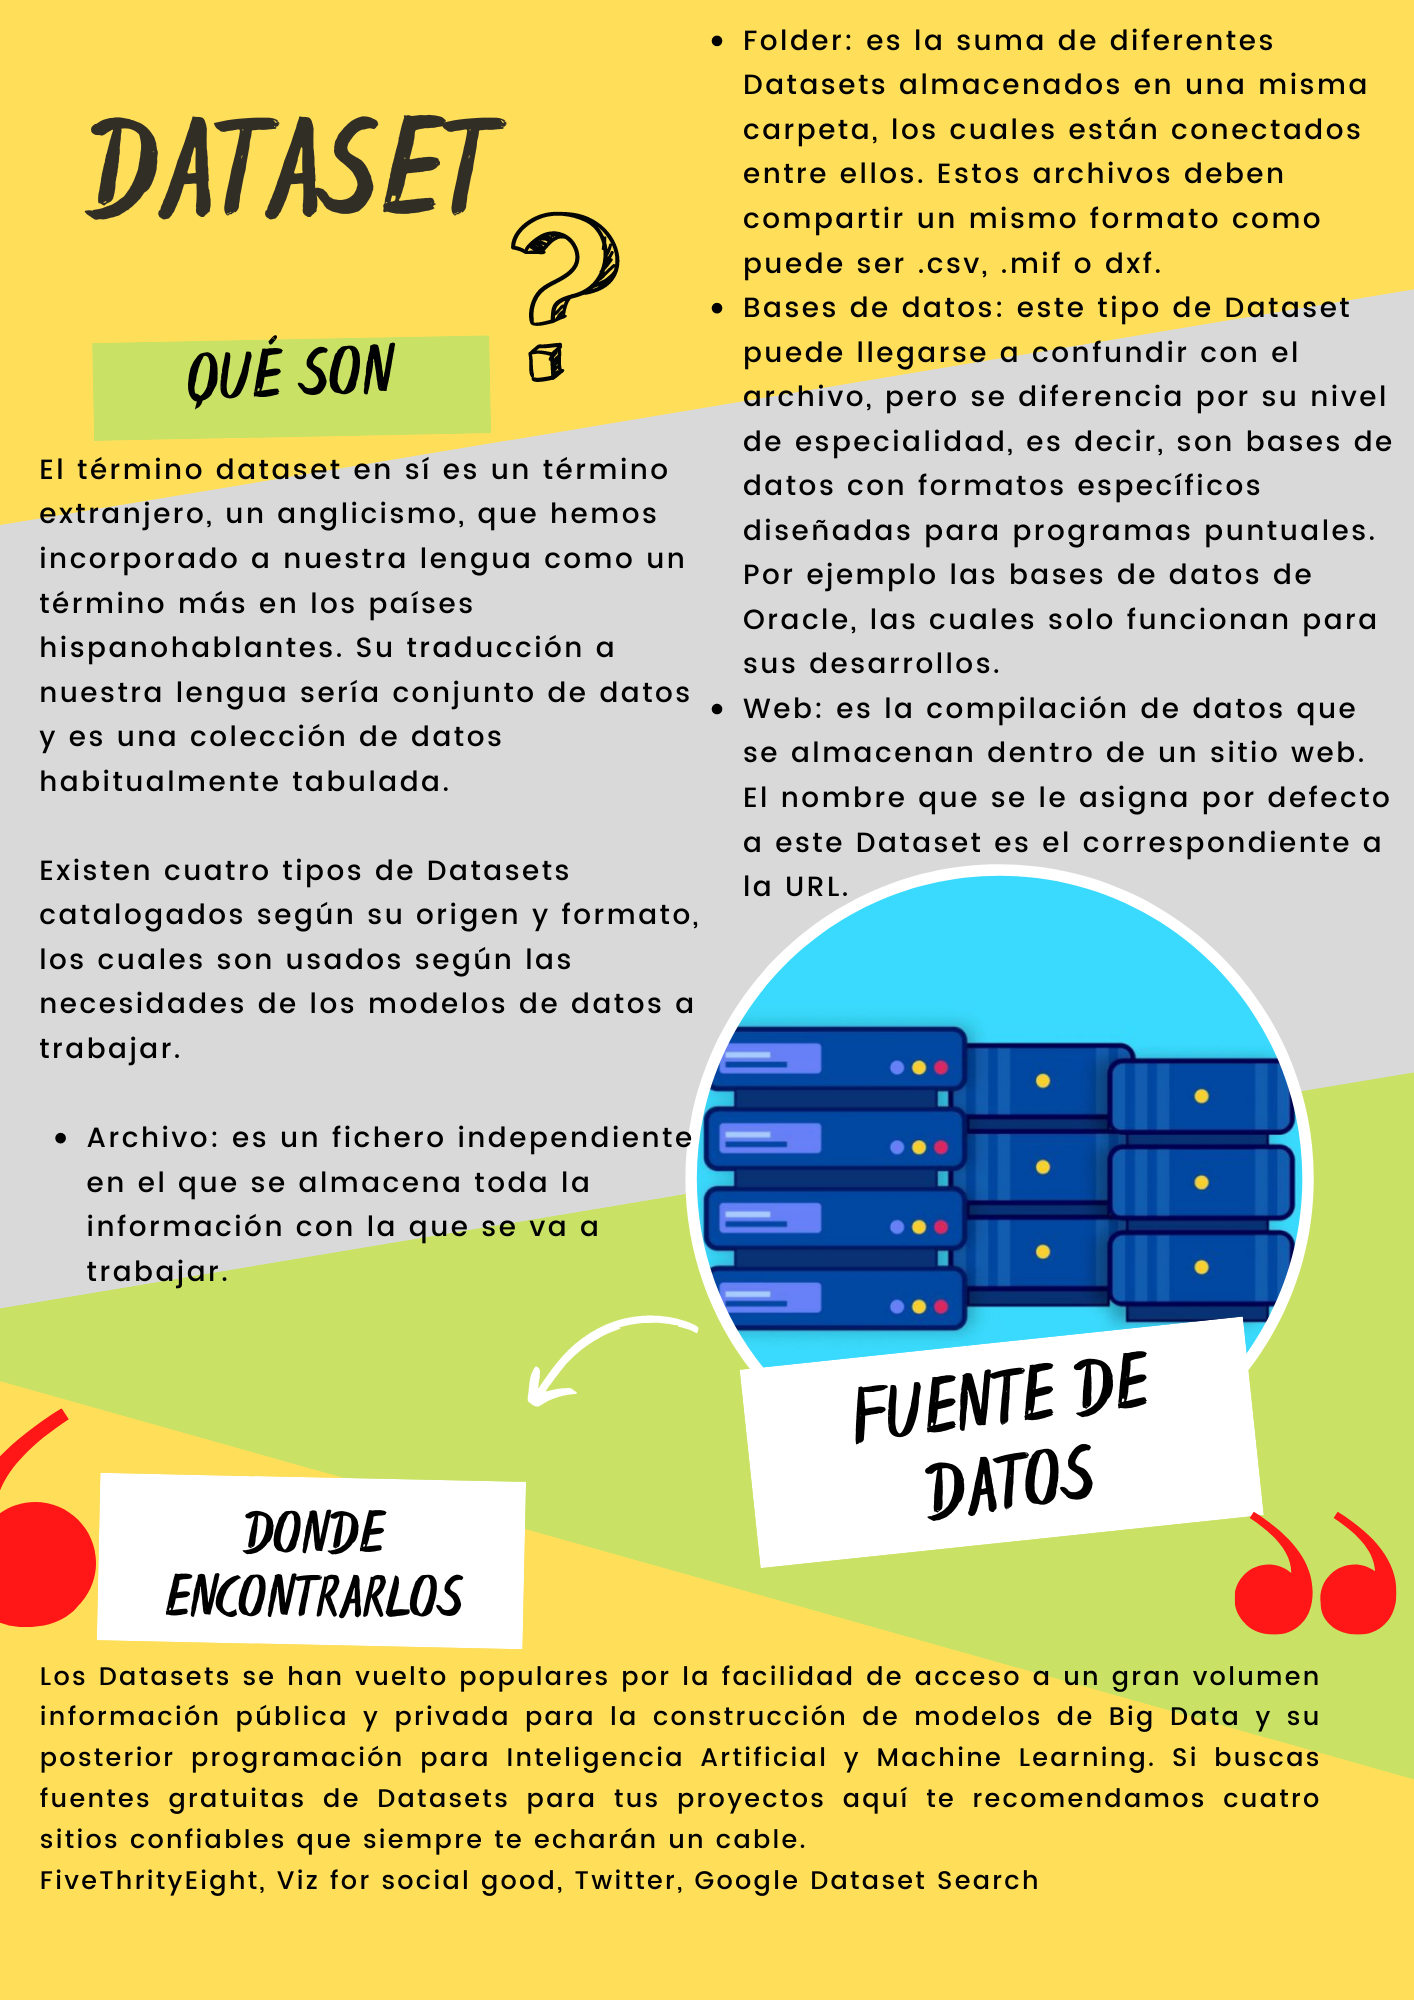 DATASET
?
QUÉ SON
El término dataset en sí es un término
extranjero, un anglicismo, que hemos
incorporado a nuestra lengua como un
término más en los países
hispanohablantes. Su traducción a
nuestra lengua sería conjunto de datos
y es una colección de datos
habitualmente tabulada.
Existen cuatro tipos de Datasets
catalogados según su origen y formato,
los cuales son usados según las
necesidades de los modelos de datos a
trabajar.
• Archivo: es un fichero independiente
en el que se almacena toda la
información con la que se va a
trabajar.
• Folder: es la suma de diferentes
Datasets almacenados en una misma
carpeta, los cuales están conectados
entre ellos. Estos archivos deben
compartir un mismo formato como
puede ser .csv, .mif o dxf.
• Bases de datos: este tipo de Dataset
puede llegarse a confundir con el
archivo, pero se diferencia por su nivel
de especialidad, es decir, son bases de
datos con formatos específicos
diseñadas para programas puntuales.
Por ejemplo las bases de datos de
Oracle, las cuales solo funcionan para
sus desarrollos.
• Web: es la compilación de datos que
se almacenan dentro de un sitio web.
El nombre que se le asigna por defecto
a este Dataset es el correspondiente a
la URL.
FUENTE DE
DATOS
DONDE
ENCONTRARLOS
Los Datasets se han vuelto populares por la facilidad de acceso a un gran volumen
información pública y privada para la construcción de modelos de Big Data y su
posterior programación para Inteligencia Artificial y Machine Learning. Si buscas
fuentes gratuitas de Datasets para tus proyectos aquí te recomendamos cuatro
sitios confiables que siempre te echarán un cable.
FiveThrityEight, Viz for social good, Twitter, Google Dataset Search